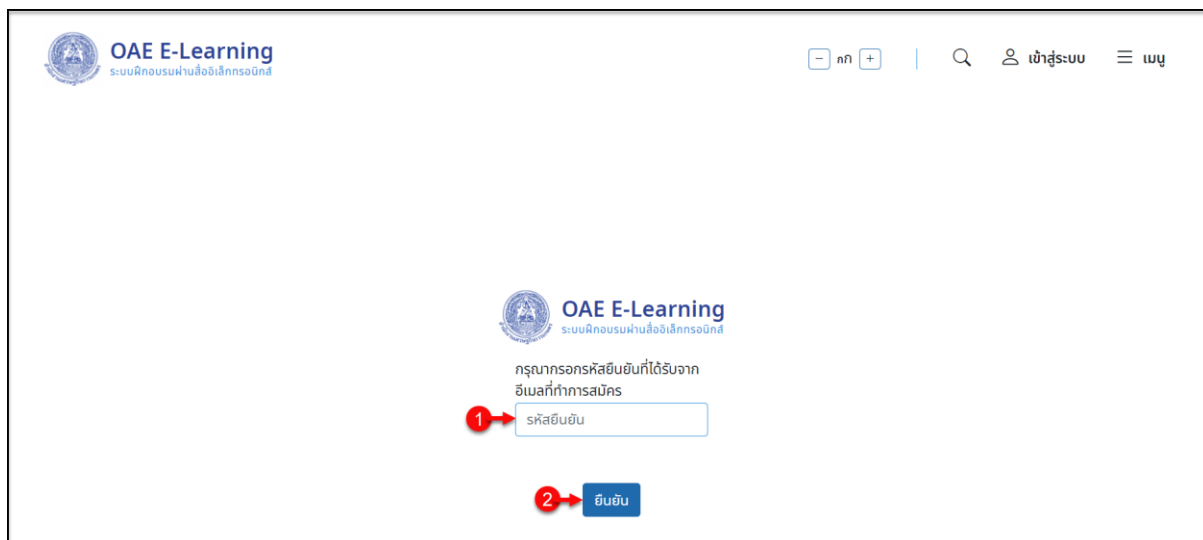 OAE E-Learning
ระบบฝึกอบรมผ่านสื่ออิเล็กทรอนิกส์
- กก + เข้าสู่ระบบ เมนู
OAE E-Learning
ระบบฝึกอบรมผ่านสื่ออิเล็กทรอนิกส์
กรุณากรอกรหัสยืนยันที่ได้รับจาก
อีเมลที่ทำการสมัคร
1 รหัสยืนยัน
2 ยืนยัน